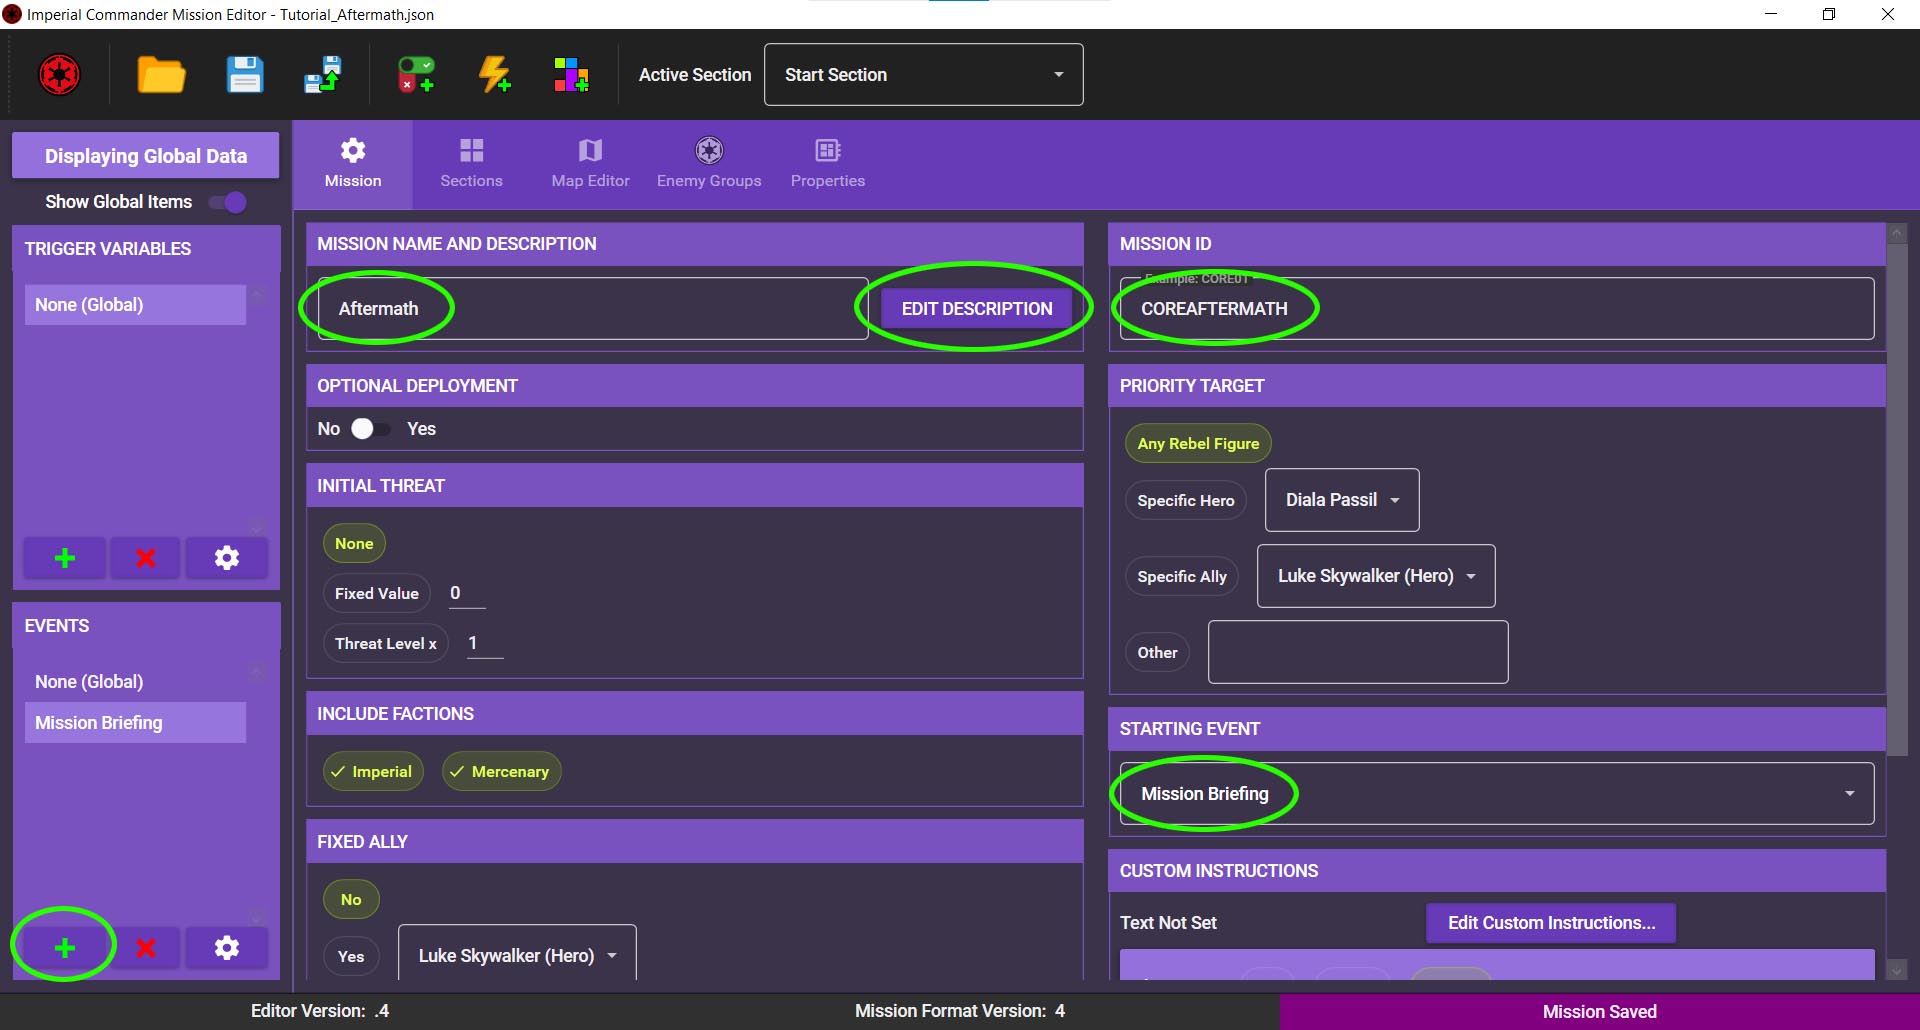 Imperial Commander Mission Editor - Tutorial_Aftermath.json
Active Section
Start Section
Displaying Global Data
Show Global Items
TRIGGER VARIABLES
None (Global)
EVENTS
None (Global)
Mission Briefing
Mission
Sections
Map Editor
Enemy Groups
Properties
MISSION NAME AND DESCRIPTION
Aftermath
EDIT DESCRIPTION
OPTIONAL DEPLOYMENT
No
Yes
INITIAL THREAT
None
Fixed Value 0
Threat Level x 1
INCLUDE FACTIONS
Imperial
Mercenary
FIXED ALLY
No
Yes
Luke Skywalker (Hero)
MISSION ID
Example: CORE01
COREAFTERMATH
PRIORITY TARGET
Any Rebel Figure
Specific Hero
Diala Passil
Specific Ally
Luke Skywalker (Hero)
Other
STARTING EVENT
Mission Briefing
CUSTOM INSTRUCTIONS
Text Not Set
Edit Custom Instructions...
Editor Version: .4
Mission Format Version: 4
Mission Saved